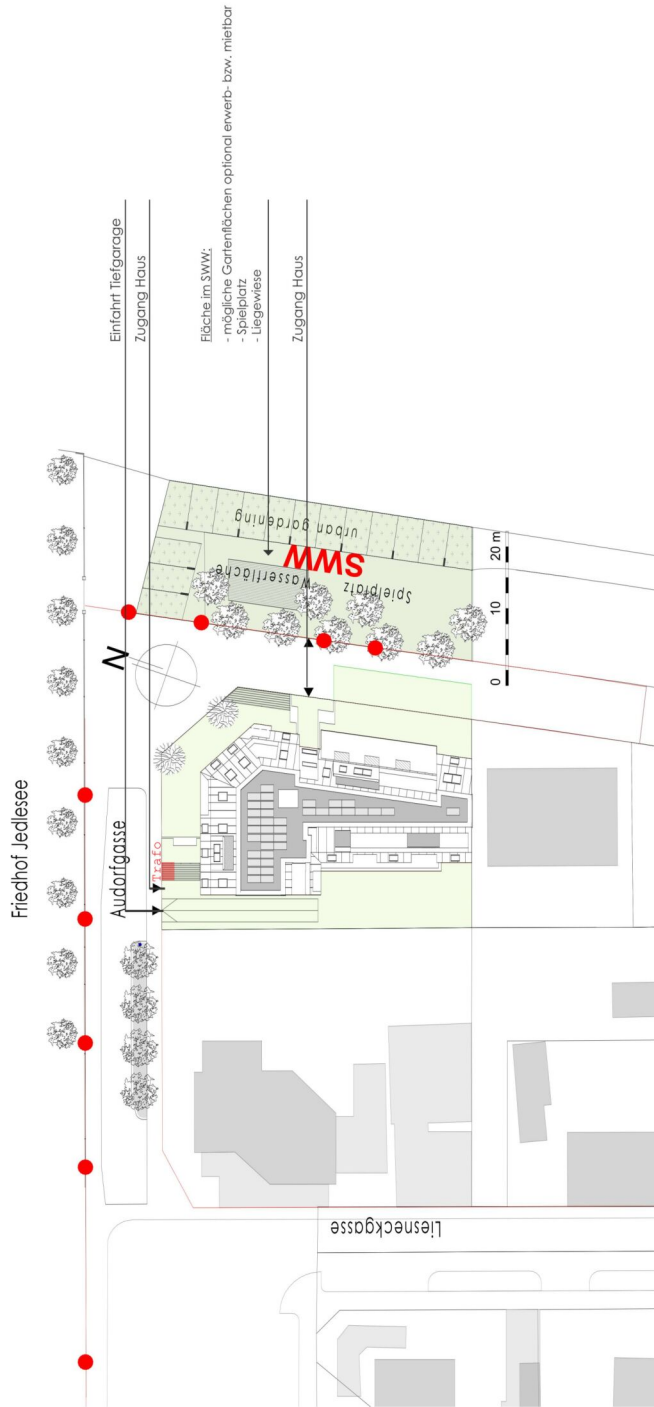 Friedhof Jedlesee
Einfahrt Tiefgarage
Zugang Haus
Fläche im SWW:
- mögliche Gartenflächen optional erwerb- bzw. mietbar
- Spielplatz
- Liegewiese
Zugang Haus
N
Audorfgasse
Trafo
urban gardening
SWW
Wasserfläche
Spielplatz
0 10 20 m
Liesneckgasse